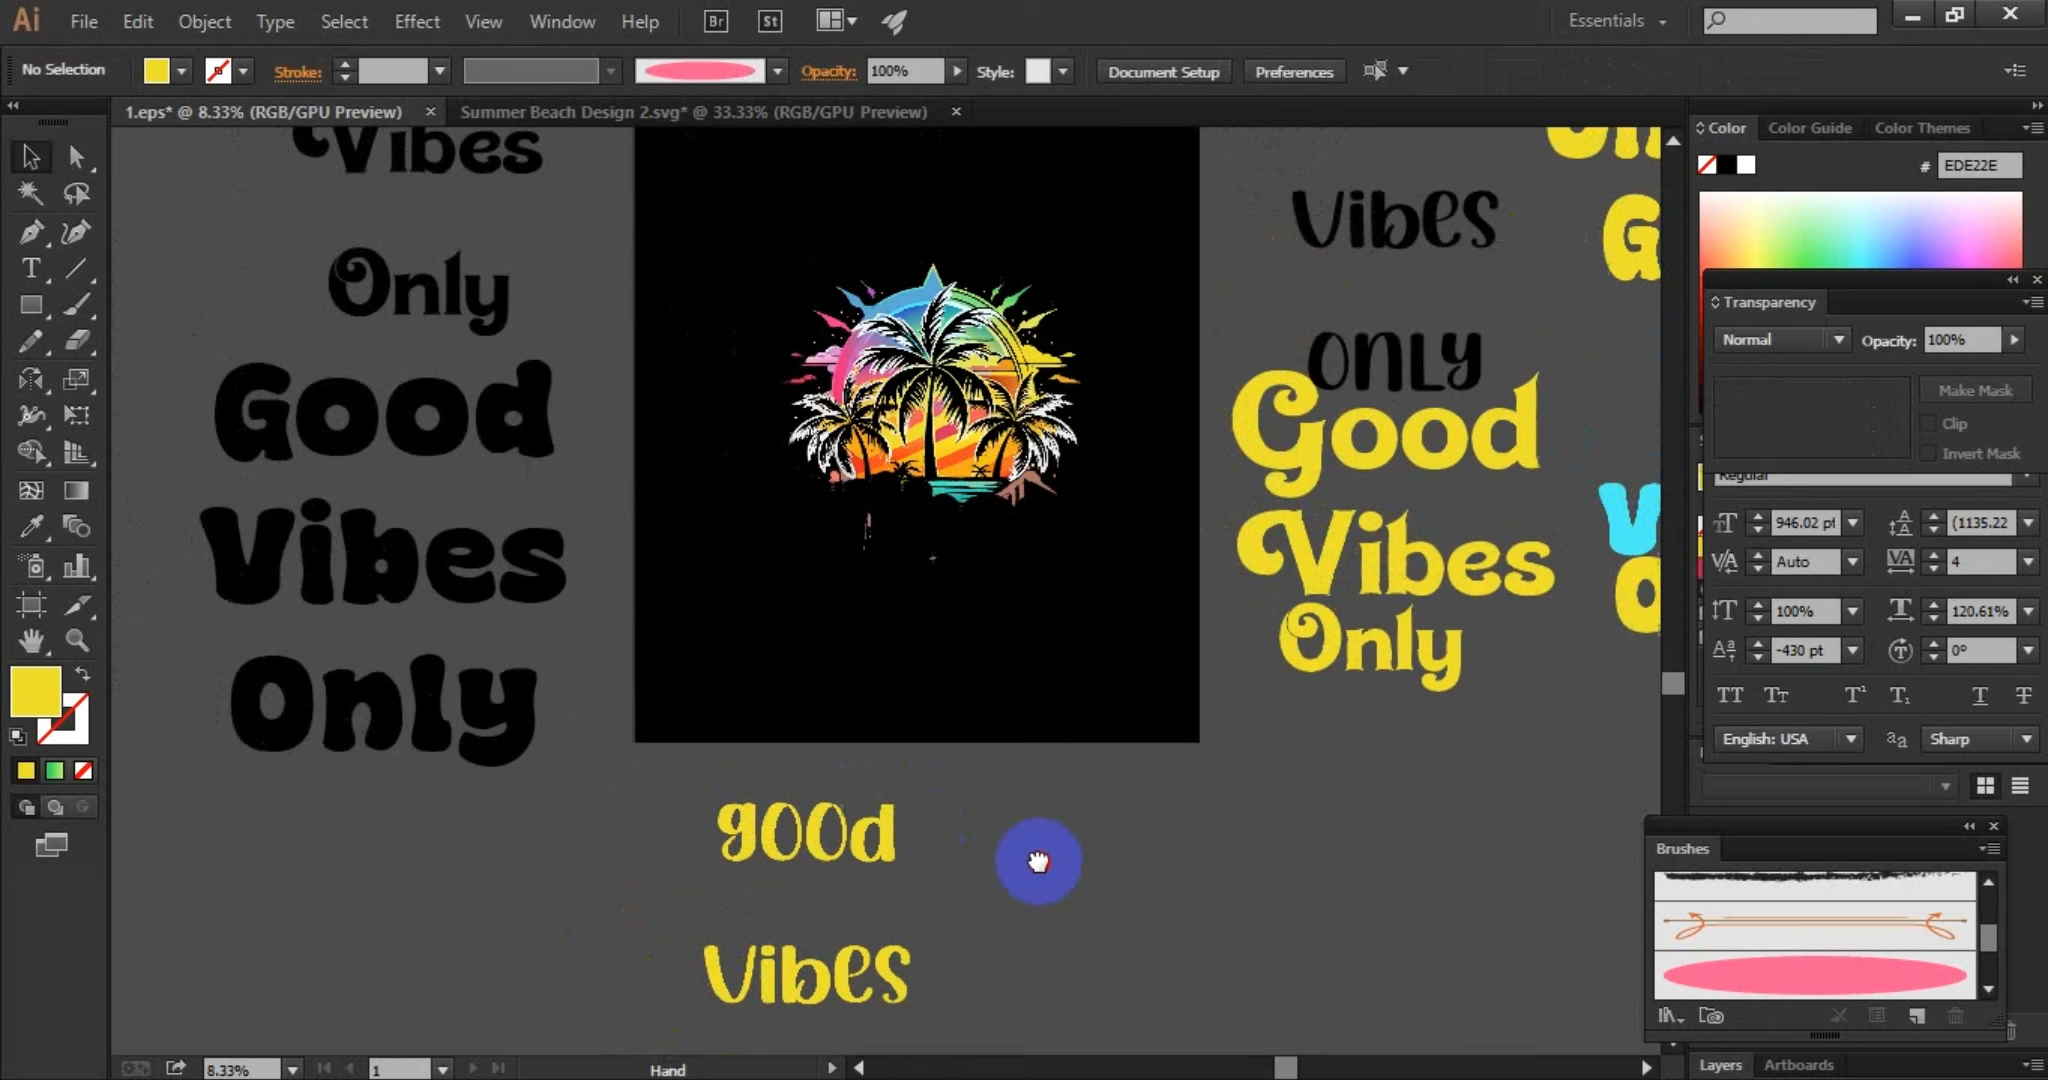 Ai File Edit Object Type Select Effect View Window Help Br St Essentials
No Selection Stroke: Opacity: 100% Style: Document Setup Preferences
1.eps* @ 8.33% (RGB/GPU Preview) Summer Beach Design 2.svg* @ 33.33% (RGB/GPU Preview)
Color Color Guide Color Themes
# EDE22E
Transparency
Normal Opacity: 100%
Make Mask
Clip
Invert Mask
Regular
946.02 pt (1135.22
Auto 4
100% 120.61%
-430 pt 0°
English: USA Sharp
Brushes
Layers Artboards
Vibes
Only
Good
Vibes
Only
Vibes
ONLY
Good
Vibes
Only
G
V
O
good
Vibes
8.33% 1 Hand